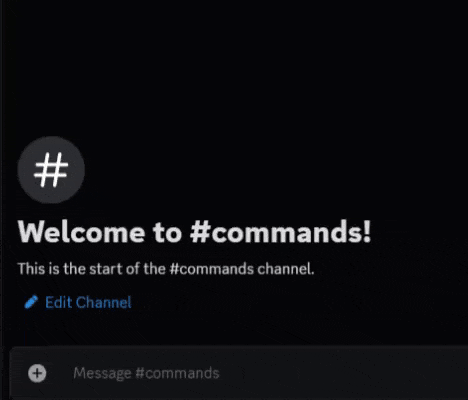 #
Welcome to #commands!
This is the start of the #commands channel.
Edit Channel
Message #commands